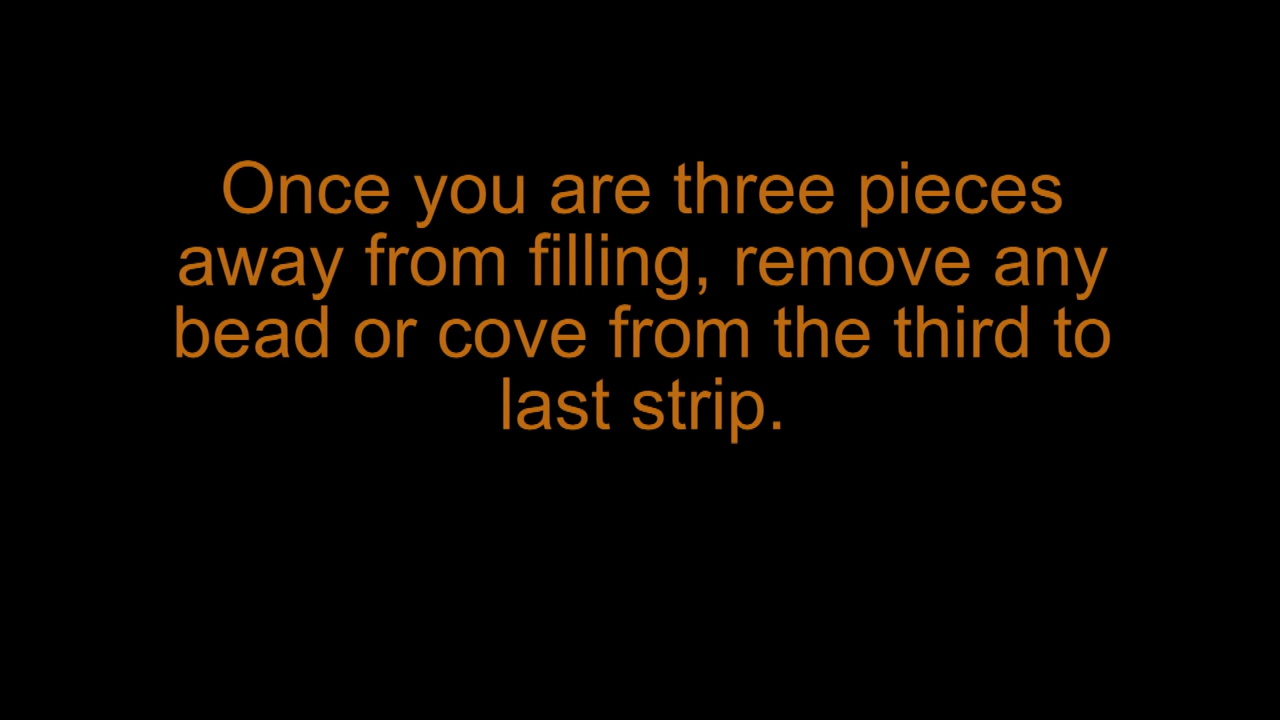 Once you are three pieces
away from filling, remove any
bead or cove from the third to
last strip.